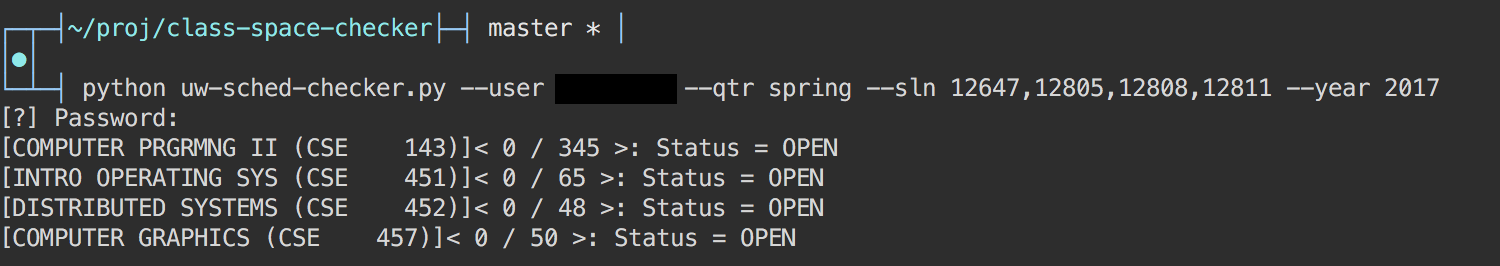 ~/proj/class-space-checker master *
python uw-sched-checker.py --user --qtr spring --sln 12647,12805,12808,12811 --year 2017
[?] Password:
[COMPUTER PRGRMNG II (CSE    143)]< 0 / 345 >: Status = OPEN
[INTRO OPERATING SYS (CSE    451)]< 0 / 65 >: Status = OPEN
[DISTRIBUTED SYSTEMS (CSE    452)]< 0 / 48 >: Status = OPEN
[COMPUTER GRAPHICS (CSE    457)]< 0 / 50 >: Status = OPEN